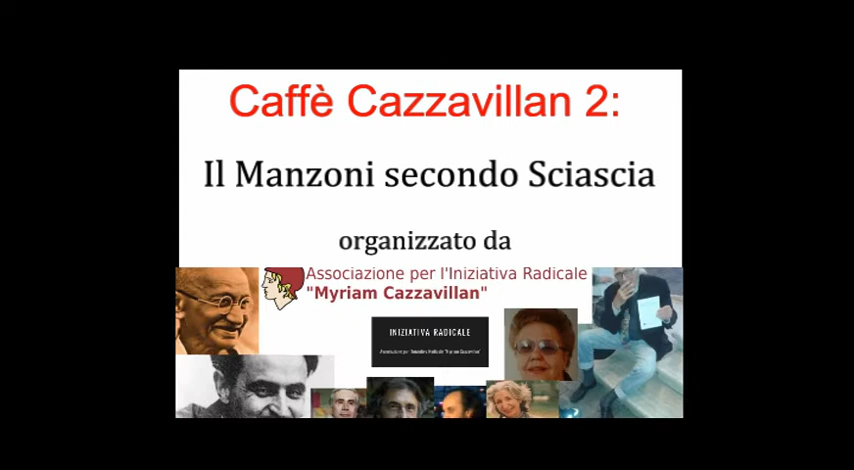 Caffè Cazzavillan 2:
Il Manzoni secondo Sciascia
organizzato da
Associazione per l'Iniziativa Radicale
"Myriam Cazzavillan"
INIZIATIVA RADICALE